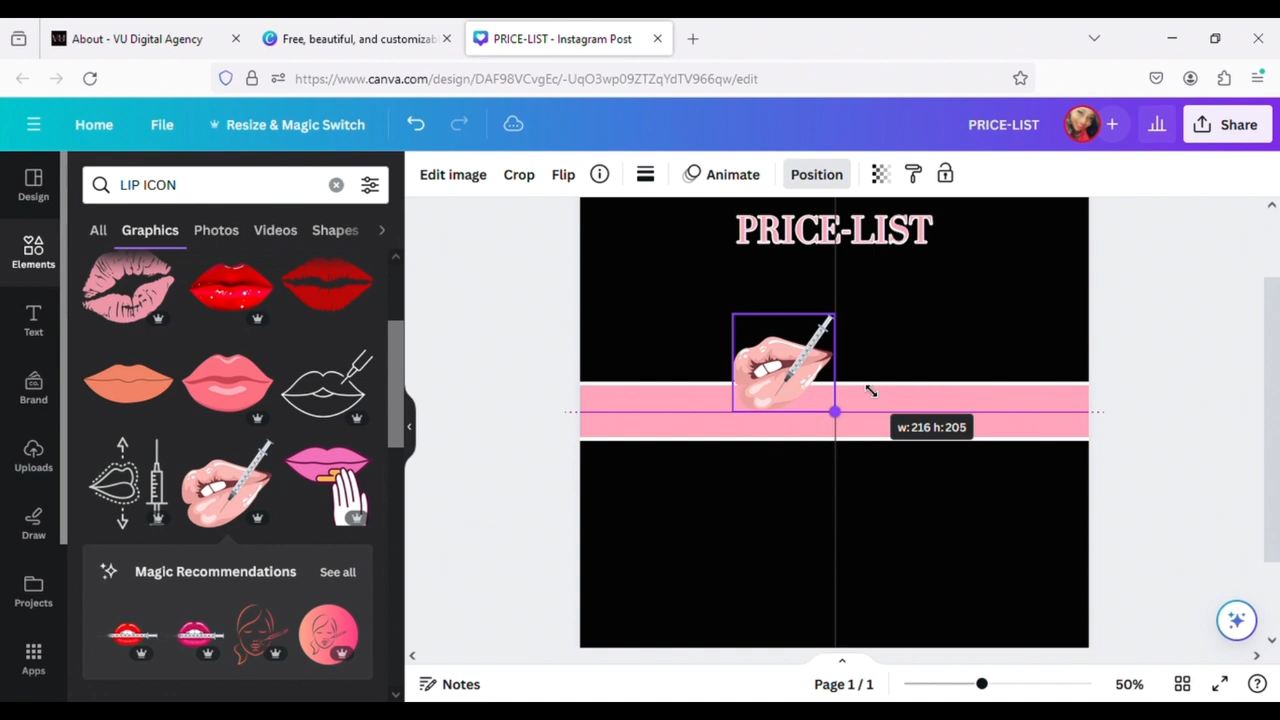 About - VU Digital Agency
Free, beautiful, and customizab
PRICE-LIST - Instagram Post
https://www.canva.com/design/DAF98VCvgEc/-UqO3wp09ZTZqYdTV966qw/edit
Home
File
Resize & Magic Switch
PRICE-LIST
Share
Design
Elements
Text
Brand
Uploads
Draw
Projects
Apps
LIP ICON
All
Graphics
Photos
Videos
Shapes
Magic Recommendations
See all
Edit image
Crop
Flip
Animate
Position
PRICE-LIST
w: 216 h: 205
Notes
Page 1 / 1
50%